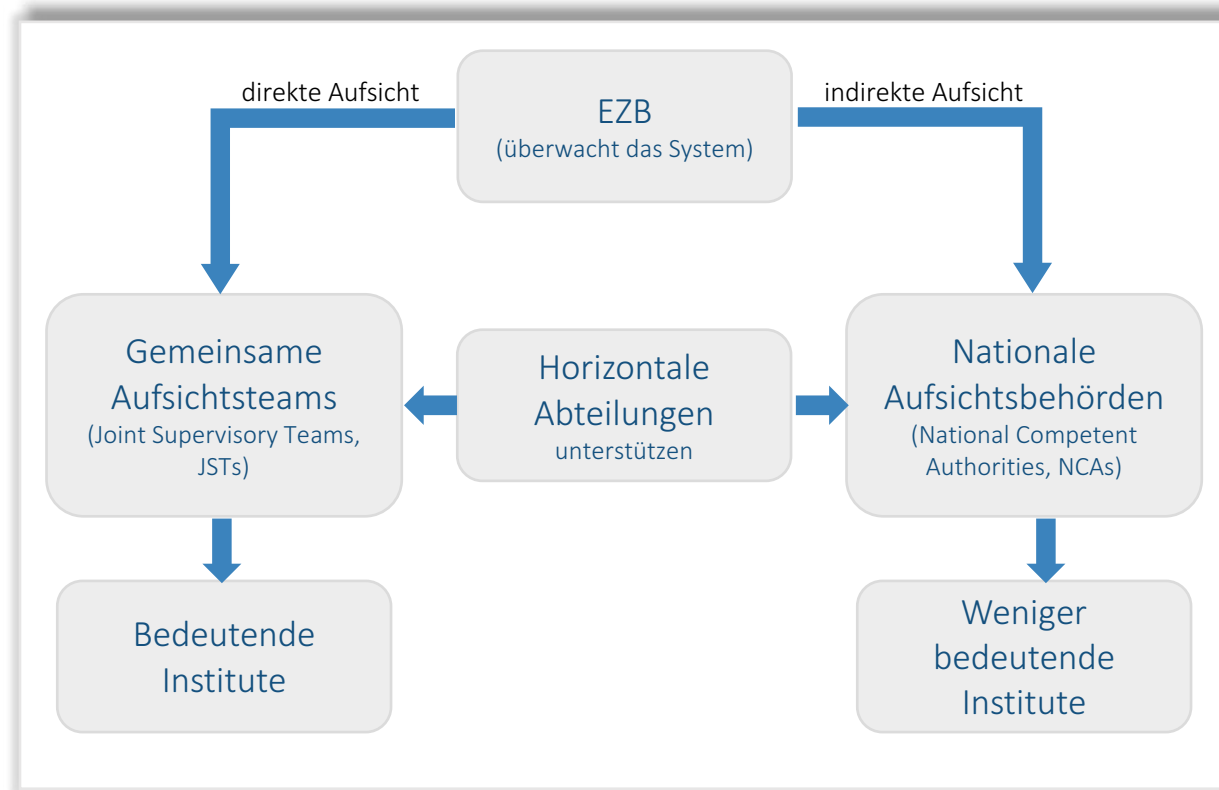 direkte Aufsicht
EZB
(überwacht das System)
indirekte Aufsicht
Gemeinsame
Aufsichtsteams
(Joint Supervisory Teams,
JSTs)
Horizontale
Abteilungen
unterstützen
Nationale
Aufsichtsbehörden
(National Competent
Authorities, NCAs)
Bedeutende
Institute
Weniger
bedeutende
Institute